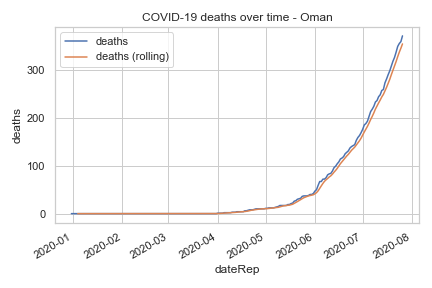 COVID-19 deaths over time - Oman
deaths
deaths (rolling)
300
200
100
0
deaths
2020-01
2020-02
2020-03
2020-04
2020-05
2020-06
2020-07
2020-08
dateRep